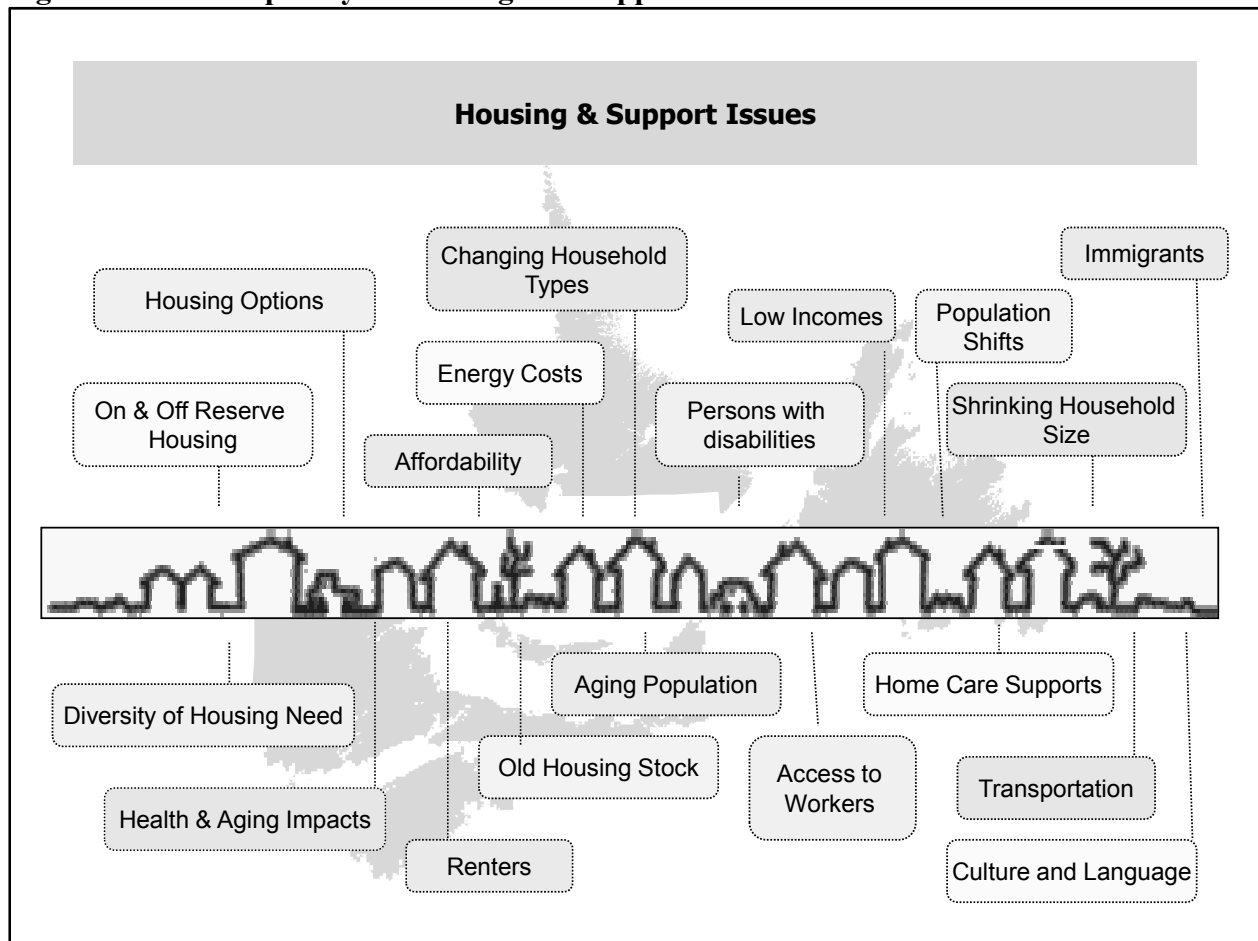 Housing & Support Issues
Changing Household
Types
Immigrants
Housing Options
Low Incomes
Population
Shifts
Energy Costs
On & Off Reserve
Housing
Persons with
disabilities
Shrinking Household
Size
Affordability
Aging Population
Home Care Supports
Diversity of Housing Need
Old Housing Stock
Access to
Workers
Transportation
Health & Aging Impacts
Renters
Culture and Language